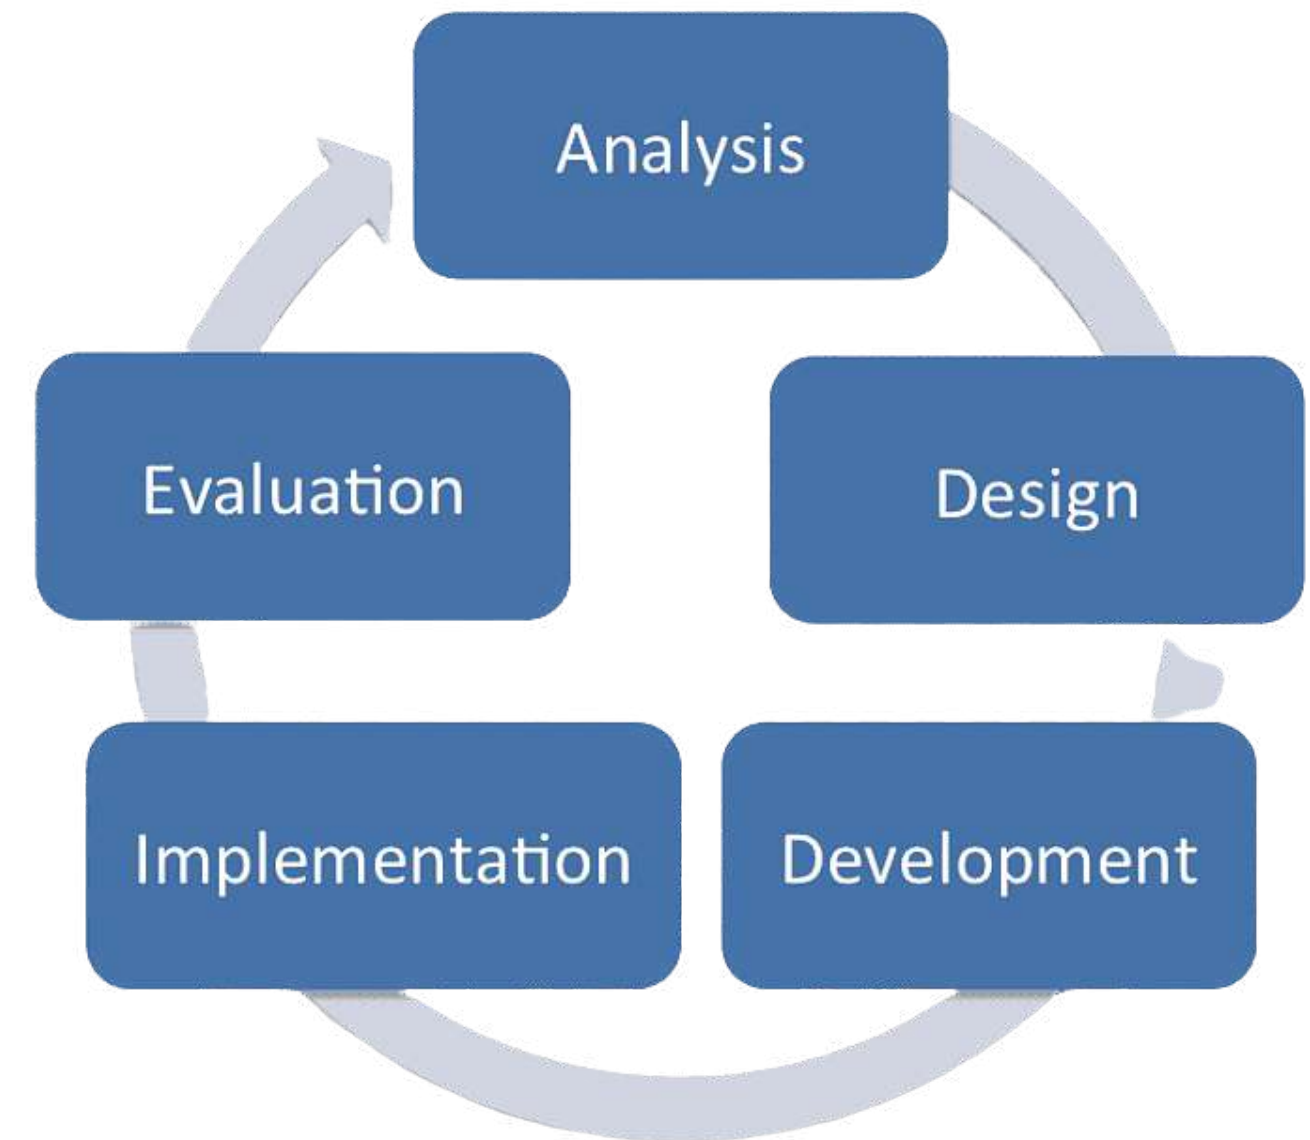 Analysis
Evaluation
Design
Implementation
Development